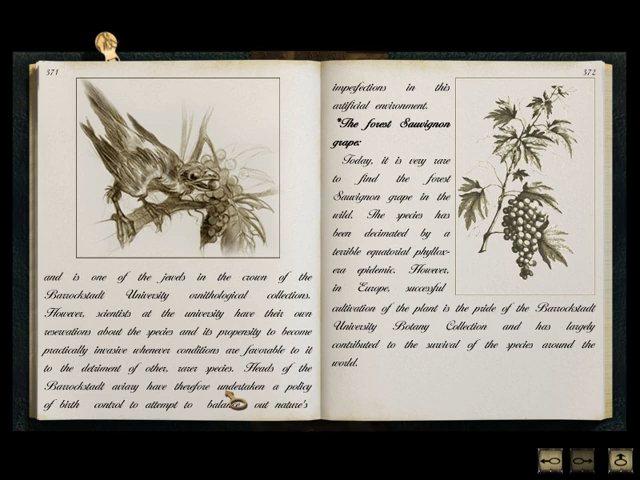 371
and is one of the jewels in the crown of the
Barrockstadt University ornithological collections.
However, scientists at the university have their own
reservations about the species and its propensity to become
practically invasive whenever conditions are favorable to it
to the detriment of other, rarer species. Heads of the
Barrockstadt aviary have therefore undertaken a policy
of birth control to attempt to balance out nature's
372
imperfections in this
artificial environment.
"The forest Sauvignon
grape:
Today, it is very rare
to find the forest
Sauvignon grape in the
wild. The species has
been decimated by a
terrible equatorial phyllox-
era epidemic. However,
in Europe, successful
cultivation of the plant is the pride of the Barrockstadt
University Botany Collection and has largely
contributed to the survival of the species around the
world.